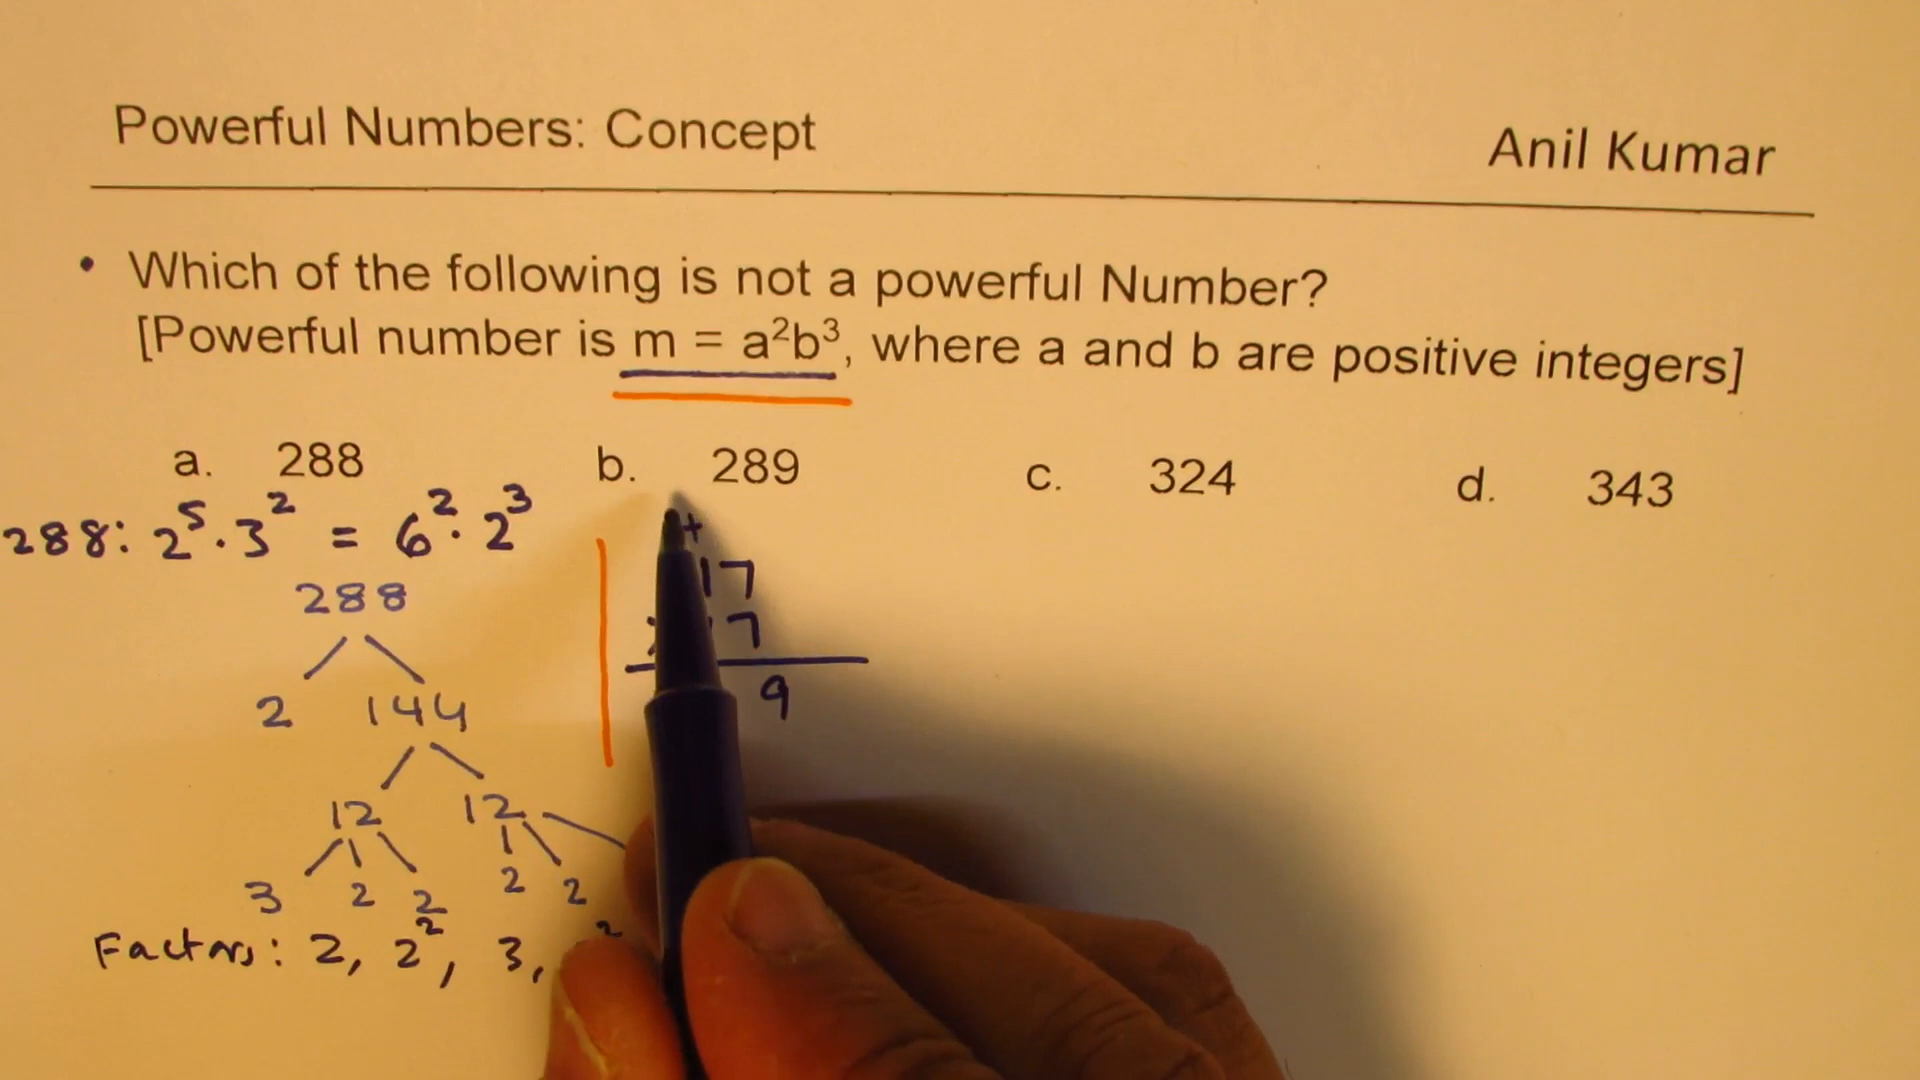 Powerful Numbers: Concept
Anil Kumar
• Which of the following is not a powerful Number?
[Powerful number is m = a²b³, where a and b are positive integers]
a. 288
b. 289
c. 324
d. 343
288: 2⁵ · 3² = 6² · 2³
288
2 144
12 12
3 2 2 2 2
Factors: 2, 2², 3,
+
17
7
9